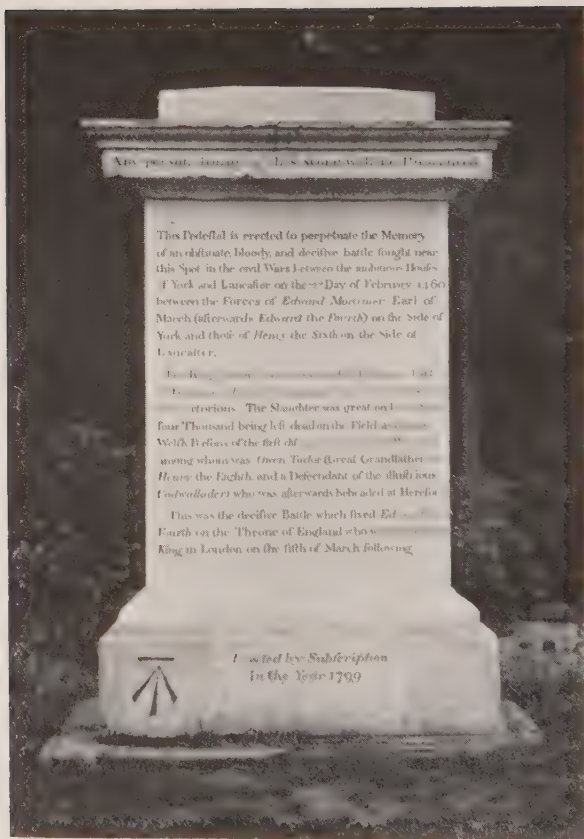 Any person
This Pedeſtal is erected to perpetuate the Memory
of an obſtinate, bloody, and deciſive battle fought near
this Spot in the civil Wars between the ambitious Houſes
of York and Lancaſter on the Day of February 1460
between the Forces of Edward Mortimer Earl of
March (afterwards Edward the Fourth) on the Side of
York and thoſe of Henry the Sixth on the Side of
Lancaſter.
The
The Slaughter was great on
four Thousand being left dead on the Field
Welſh Perſons of the firſt
among whom was Owen Tudor (Great Grandfather
Henry the Eighth, and a Deſcendant of the illuſtrious
Cadwallader) who was afterwards beheaded at
This was the deciſive Battle which fixed
Fourth on the Throne of England who
King in London on the fifth of March following
by Subſcription
In the Year 1799